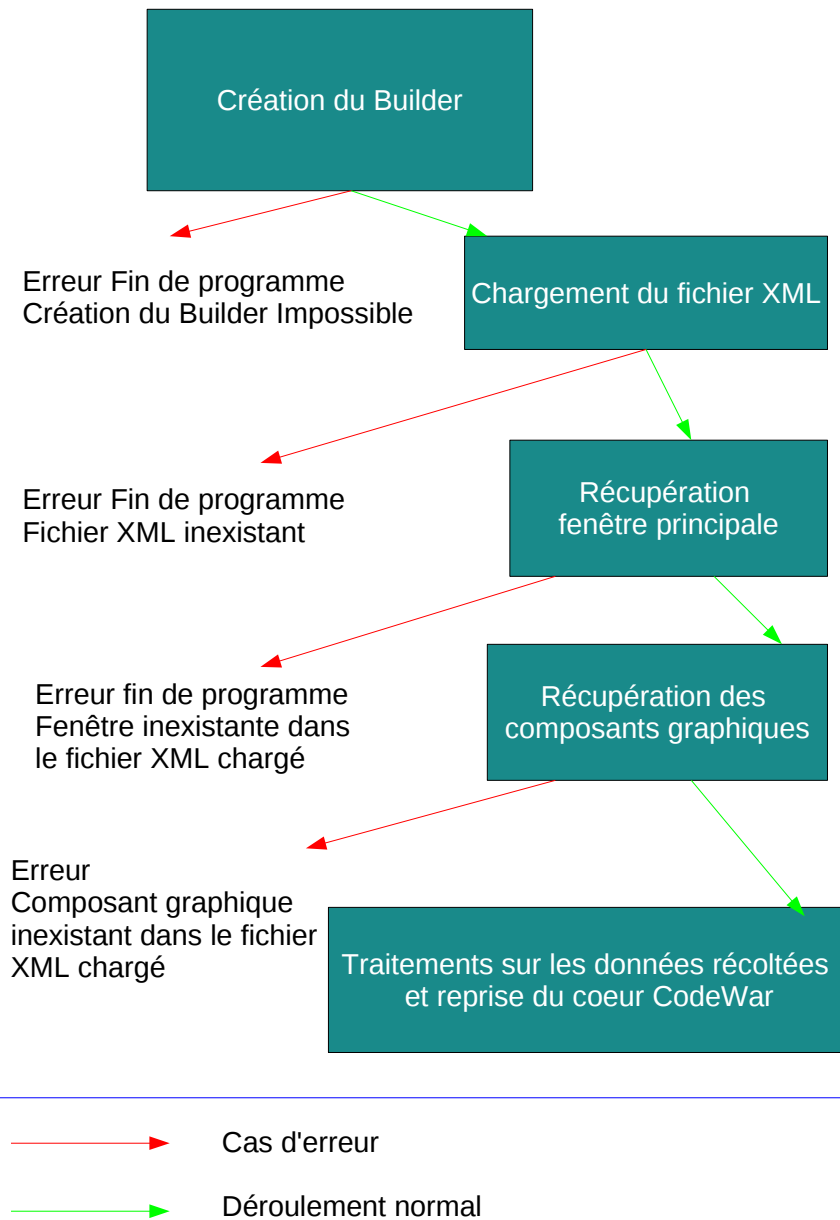 Création du Builder
Erreur Fin de programme
Création du Builder Impossible
Chargement du fichier XML
Erreur Fin de programme
Fichier XML inexistant
Récupération
fenêtre principale
Erreur fin de programme
Fenêtre inexistante dans
le fichier XML chargé
Récupération des
composants graphiques
Erreur
Composant graphique
inexistant dans le fichier
XML chargé
Traitements sur les données récoltées
et reprise du coeur CodeWar
Cas d'erreur
Déroulement normal